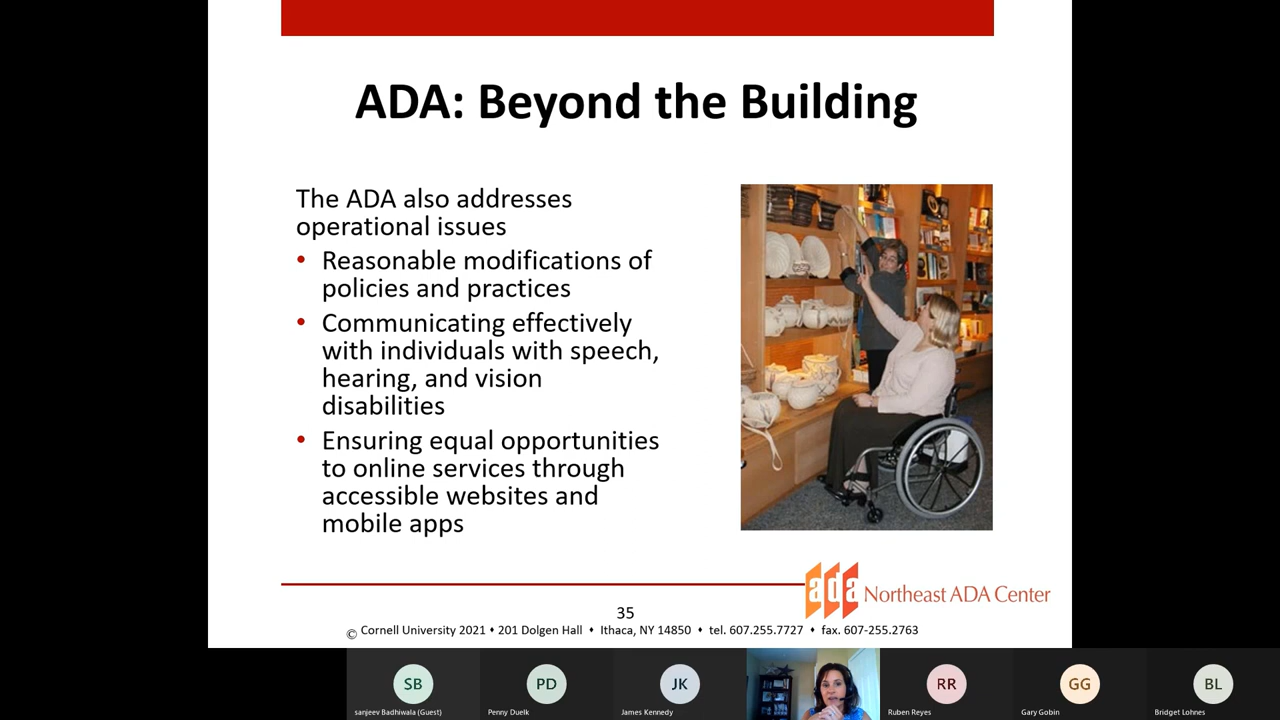 ADA: Beyond the Building
The ADA also addresses
operational issues
• Reasonable modifications of
policies and practices
• Communicating effectively
with individuals with speech,
hearing, and vision
disabilities
• Ensuring equal opportunities
to online services through
accessible websites and
mobile apps
ada Northeast ADA Center
35
© Cornell University 2021 • 201 Dolgen Hall • Ithaca, NY 14850 • tel. 607.255.7727 • fax. 607-255.2763
SB
PD
JK
RR
GG
BL
sanjeev Badhiwala (Guest)
Penny Duelk
James Kennedy
Ruben Reyes
Gary Gobin
Bridget Lohnes